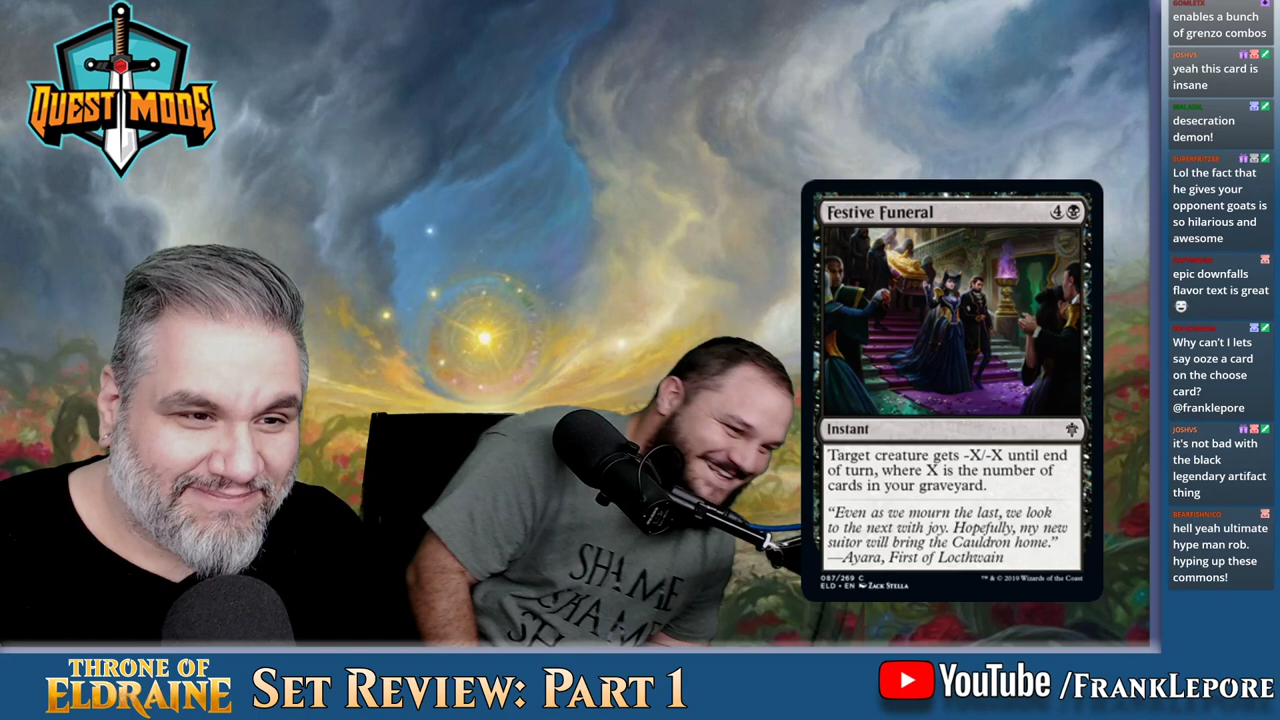 QUEST MODE
Festive Funeral 4
Instant
Target creature gets -X/-X until end
of turn, where X is the number of
cards in your graveyard.
“Even as we mourn the last, we look
to the next with joy. Hopefully, my new
suitor will bring the Cauldron home.”
—Ayara, First of Locthwain
087/269 C
ELD • EN ZACK STELLA
™ & © 2019 Wizards of the Coast
SHAME
SHAME
GOMLETX
enables a bunch
of grenzo combos
JOSHVS
yeah this card is
insane
desecration
demon!
SUPERFRITZ88
Lol the fact that
he gives your
opponent goats is
so hilarious and
awesome
epic downfalls
flavor text is great
Why can't I lets
say ooze a card
on the choose
card?
@franklepore
JOSHVS
it's not bad with
the black
legendary artifact
thing
BEARFISHNICO
hell yeah ultimate
hype man rob.
hyping up these
commons!
THRONE OF
ELDRAINE
SET REVIEW: PART 1
YouTube /FRANKLEPORE